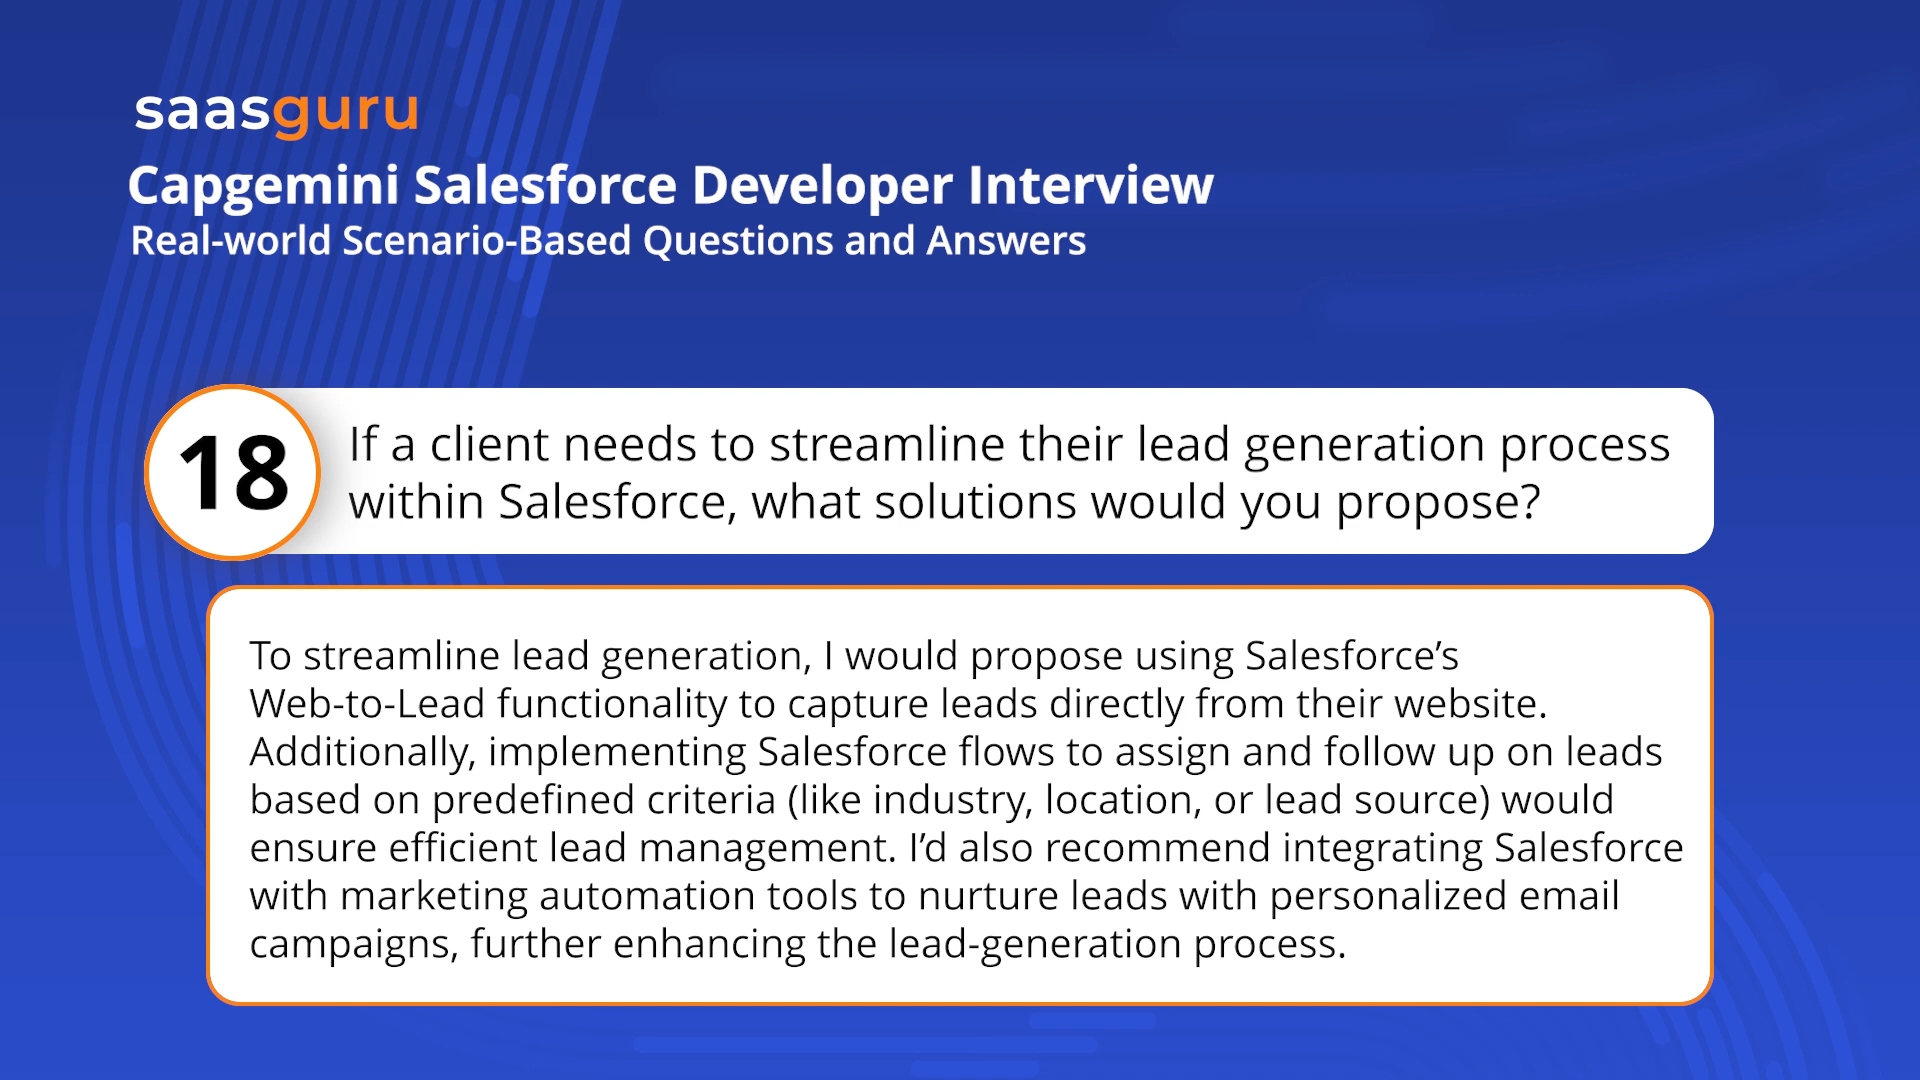 saasguru
Capgemini Salesforce Developer Interview
Real-world Scenario-Based Questions and Answers
18
If a client needs to streamline their lead generation process
within Salesforce, what solutions would you propose?
To streamline lead generation, I would propose using Salesforce’s
Web-to-Lead functionality to capture leads directly from their website.
Additionally, implementing Salesforce flows to assign and follow up on leads
based on predefined criteria (like industry, location, or lead source) would
ensure efficient lead management. I’d also recommend integrating Salesforce
with marketing automation tools to nurture leads with personalized email
campaigns, further enhancing the lead-generation process.